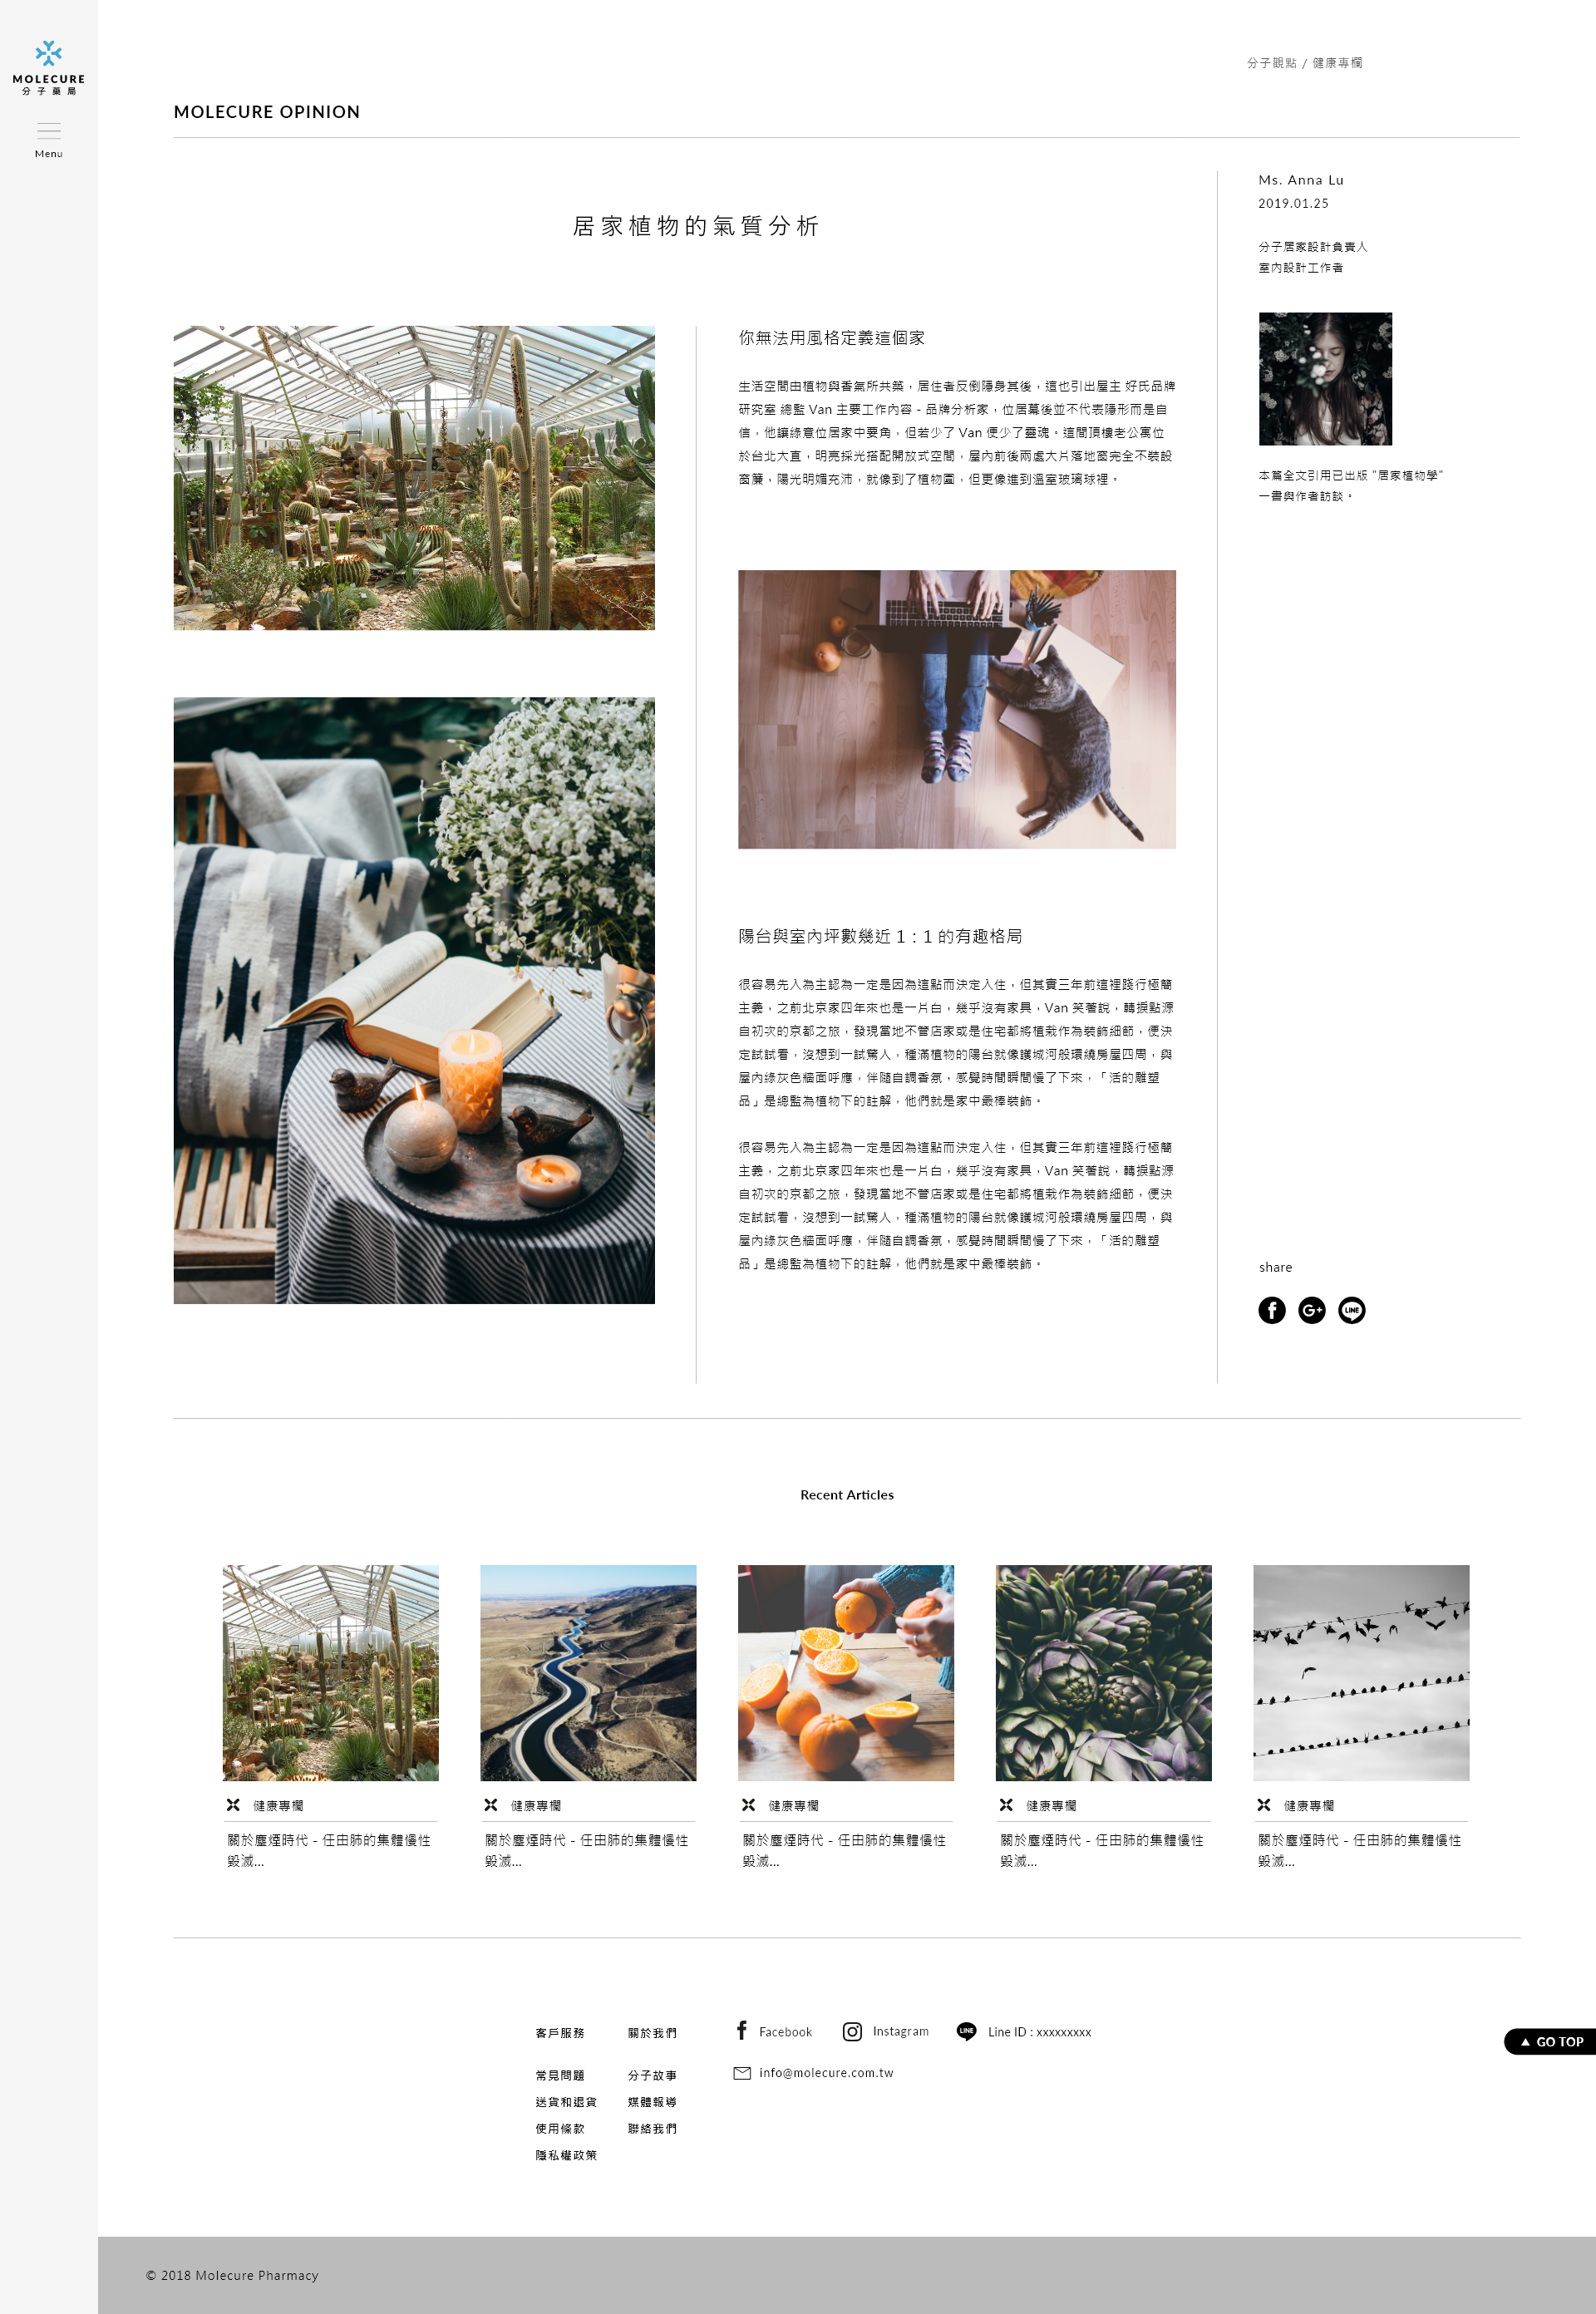 MOLECURE
分子藥局
Menu
分子觀點 / 健康專欄
MOLECURE OPINION
居家植物的氣質分析
你無法用風格定義這個家
生活空間由植物與香氣所共築，居住者反倒隱身其後，這也引出屋主 好氏品牌
研究室 總監 Van 主要工作內容 - 品牌分析家，位居幕後並不代表隱形而是自
信，他讓綠意位居家中要角，但若少了 Van 便少了靈魂。這間頂樓老公寓位
於台北大直，明亮採光搭配開放式空間，屋內前後兩處大片落地窗完全不裝設
窗簾，陽光明媚充沛，就像到了植物園，但更像進到溫室玻璃球裡。
陽台與室內坪數幾近 1 : 1 的有趣格局
很容易先入為主認為一定是因為這點而決定入住，但其實三年前這裡踐行極簡
主義，之前北京家四年來也是一片白，幾乎沒有家具，Van 笑著說，轉捩點源
自初次的京都之旅，發現當地不管店家或是住宅都將植栽作為裝飾細節，便決
定試試看，沒想到一試驚人，種滿植物的陽台就像護城河般環繞房屋四周，與
屋內綠灰色牆面呼應，伴隨自調香氛，感覺時間瞬間慢了下來，「活的雕塑
品」是總監為植物下的註解，他們就是家中最棒裝飾。
很容易先入為主認為一定是因為這點而決定入住，但其實三年前這裡踐行極簡
主義，之前北京家四年來也是一片白，幾乎沒有家具，Van 笑著說，轉捩點源
自初次的京都之旅，發現當地不管店家或是住宅都將植栽作為裝飾細節，便決
定試試看，沒想到一試驚人，種滿植物的陽台就像護城河般環繞房屋四周，與
屋內綠灰色牆面呼應，伴隨自調香氛，感覺時間瞬間慢了下來，「活的雕塑
品」是總監為植物下的註解，他們就是家中最棒裝飾。
Ms. Anna Lu
2019.01.25
分子居家設計負責人
室內設計工作者
本篇全文引用已出版 "居家植物學"
一書與作者訪談。
share
G+
LINE
Recent Articles
健康專欄
關於塵煙時代 - 任由肺的集體慢性
毀滅...
健康專欄
關於塵煙時代 - 任由肺的集體慢性
毀滅...
健康專欄
關於塵煙時代 - 任由肺的集體慢性
毀滅...
健康專欄
關於塵煙時代 - 任由肺的集體慢性
毀滅...
健康專欄
關於塵煙時代 - 任由肺的集體慢性
毀滅...
客戶服務
常見問題
送貨和退貨
使用條款
隱私權政策
關於我們
分子故事
媒體報導
聯絡我們
Facebook
Instagram
LINE
Line ID : xxxxxxxxx
info@molecure.com.tw
▲ GO TOP
© 2018 Molecure Pharmacy